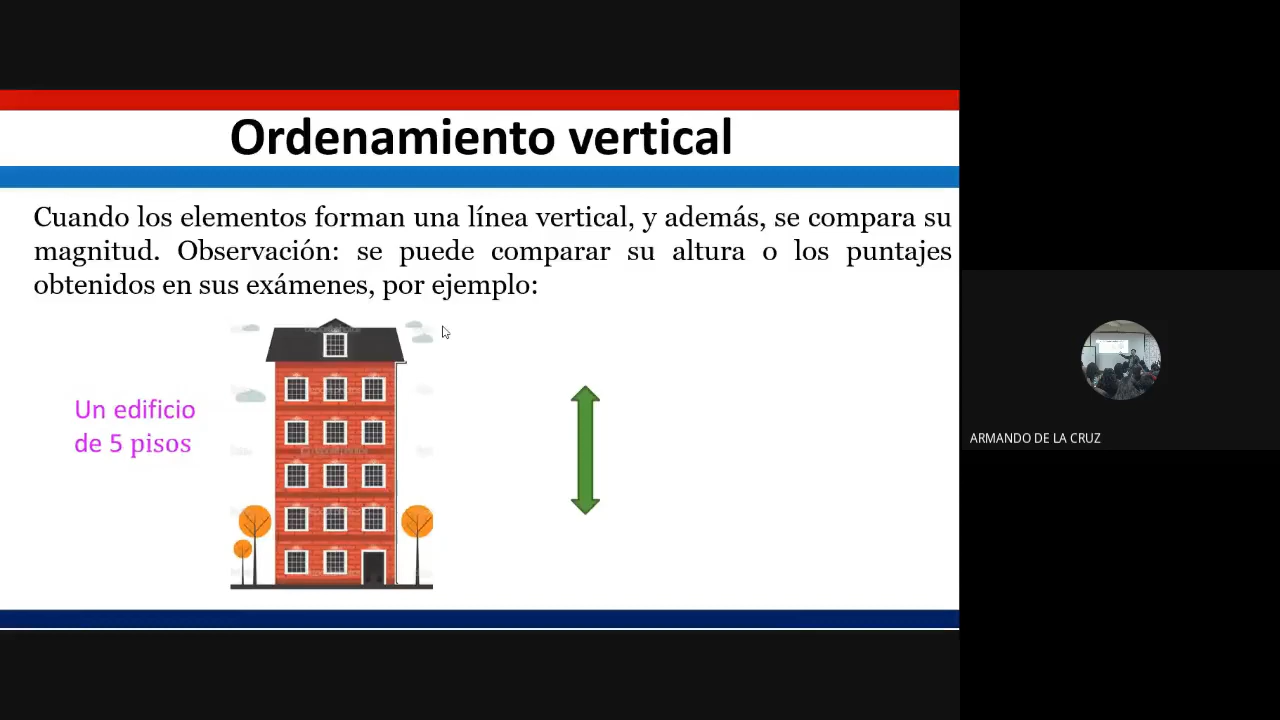 Ordenamiento vertical
Cuando los elementos forman una línea vertical, y además, se compara su
magnitud. Observación: se puede comparar su altura o los puntajes
obtenidos en sus exámenes, por ejemplo:
Un edificio
de 5 pisos
ARMANDO DE LA CRUZ